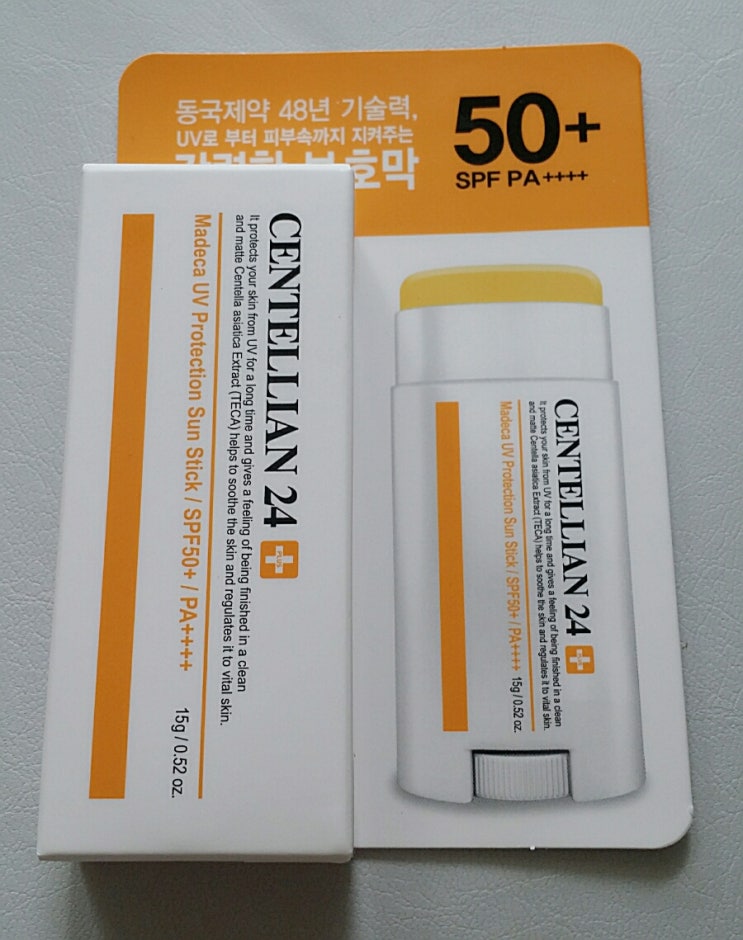 동국제약 48년 기술력,
UV로 부터 피부속까지 지켜주는
호막
50+
SPF PA++++
CENTELLIAN 24 PLUS
It protects your skin from UV for a long time and gives a feeling of being finished in a clean
and matte Centella asiatica Extract (TECA) helps to soothe the skin and regulates it to vital skin.
Madeca UV Protection Sun Stick / SPF50+ / PA++++ 15g / 0.52 oz.
CENTELLIAN 24
It protects your skin from UV for a long time and gives a feeling of being finished in a clean
and matte Centella asiatica Extract (TECA) helps to soothe the skin and regulates it to vital skin.
Madeca UV Protection Sun Stick / SPF50+ / PA++++ 15g / 0.52 oz.